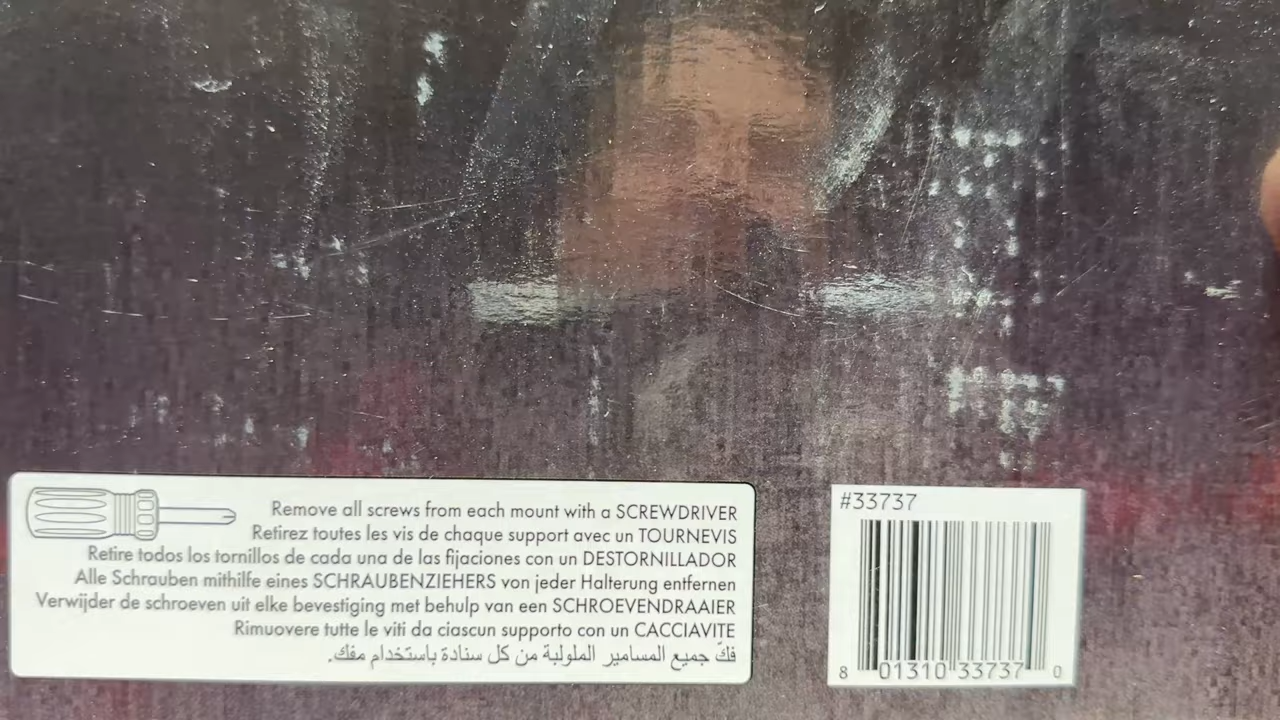 Remove all screws from each mount with a SCREWDRIVER
Retirez toutes les vis de chaque support avec un TOURNEVIS
Retire todos los tornillos de cada una de las fijaciones con un DESTORNILLADOR
Alle Schrauben mithilfe eines SCHRAUBENZIEHERS von jeder Halterung entfernen
Verwijder de schroeven uit elke bevestiging met behulp van een SCHROEVENDRAAIER
Rimuovere tutte le viti da ciascun supporto con un CACCIAVITE
فكّ جميع المسامير الملولبة من كل سنادة باستخدام مفك.
#33737
8 01310 33737 0